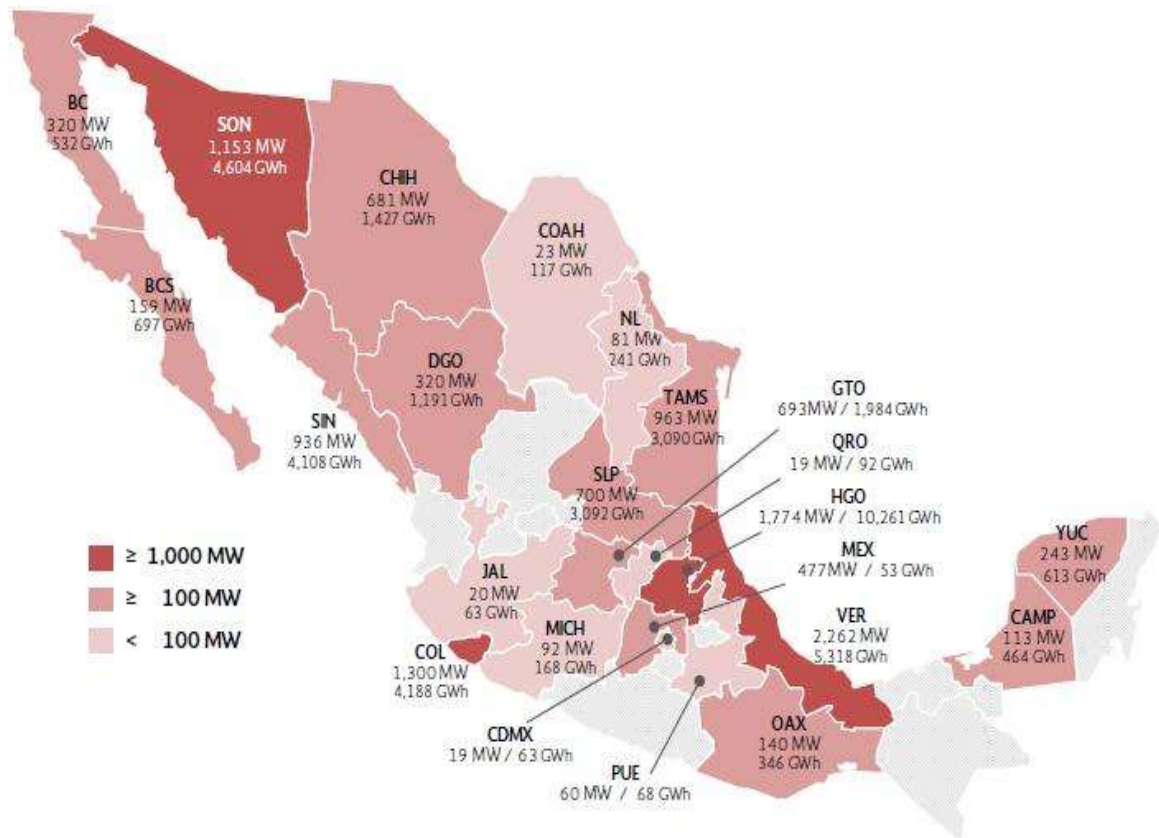 BC
320 MW
532 GWh
SON
1,153 MW
4,604 GWh
CHIH
681 MW
1,427 GWh
COAH
23 MW
117 GWh
BCS
159 MW
697 GWh
NL
81 MW
241 GWh
DGO
320 MW
1,191 GWh
TAMS
963 MW
3,090 GWh
GTO
693MW / 1,984 GWh
SIN
936 MW
4,108 GWh
QRO
19 MW / 92 GWh
SLP
700 MW
3,092 GWh
HGO
1,774 MW / 10,261 GWh
YUC
243 MW
613 GWh
MEX
477MW / 53 GWh
≥ 1,000 MW
≥ 100 MW
< 100 MW
JAL
20 MW
63 GWh
VER
2,262 MW
5,318 GWh
CAMP
113 MW
464 GWh
MICH
92 MW
168 GWh
COL
1,300 MW
4,188 GWh
CDMX
19 MW / 63 GWh
OAX
140 MW
346 GWh
PUE
60 MW / 68 GWh